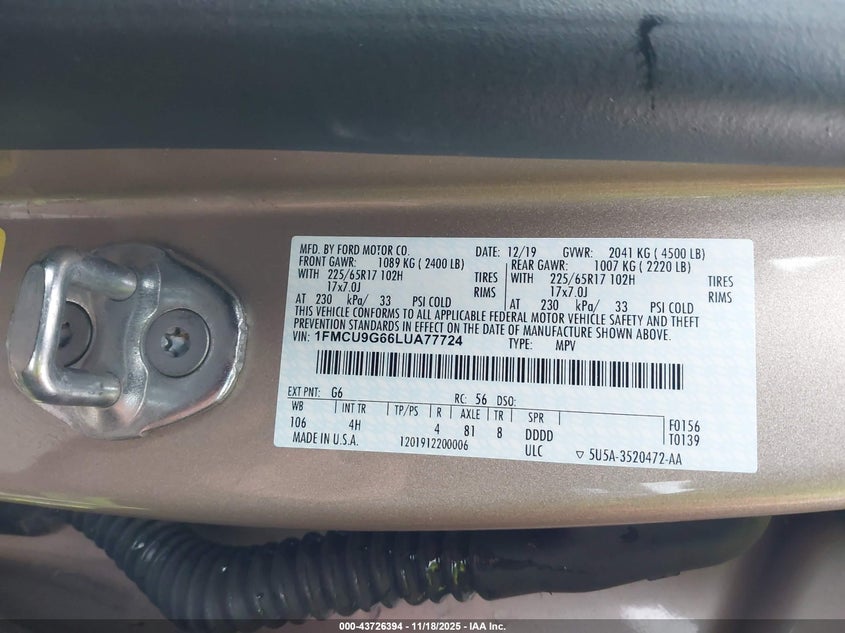 MFD. BY FORD MOTOR CO. DATE: 12/19 GVWR: 2041 KG ( 4500 LB)
FRONT GAWR: 1089 KG ( 2400 LB) REAR GAWR: 1007 KG ( 2220 LB)
WITH 225/65R17 102H TIRES WITH 225/65R17 102H TIRES
17x7.0J RIMS 17x7.0J RIMS
AT 230 kPa/ 33 PSI COLD AT 230 kPa/ 33 PSI COLD
THIS VEHICLE CONFORMS TO ALL APPLICABLE FEDERAL MOTOR VEHICLE SAFETY AND THEFT
PREVENTION STANDARDS IN EFFECT ON THE DATE OF MANUFACTURE SHOWN ABOVE.
VIN: 1FMCU9G66LUA77724 TYPE: MPV
EXT PNT: G6 RC: 56 DSO:
WB INT TR TP/PS R AXLE TR SPR F0156
106 4H 4 81 8 DDDD T0139
MADE IN U.S.A. 1201912200006 ULC ▽ 5U5A-3520472-AA
000-43726394 - 11/18/2025 - IAA Inc.